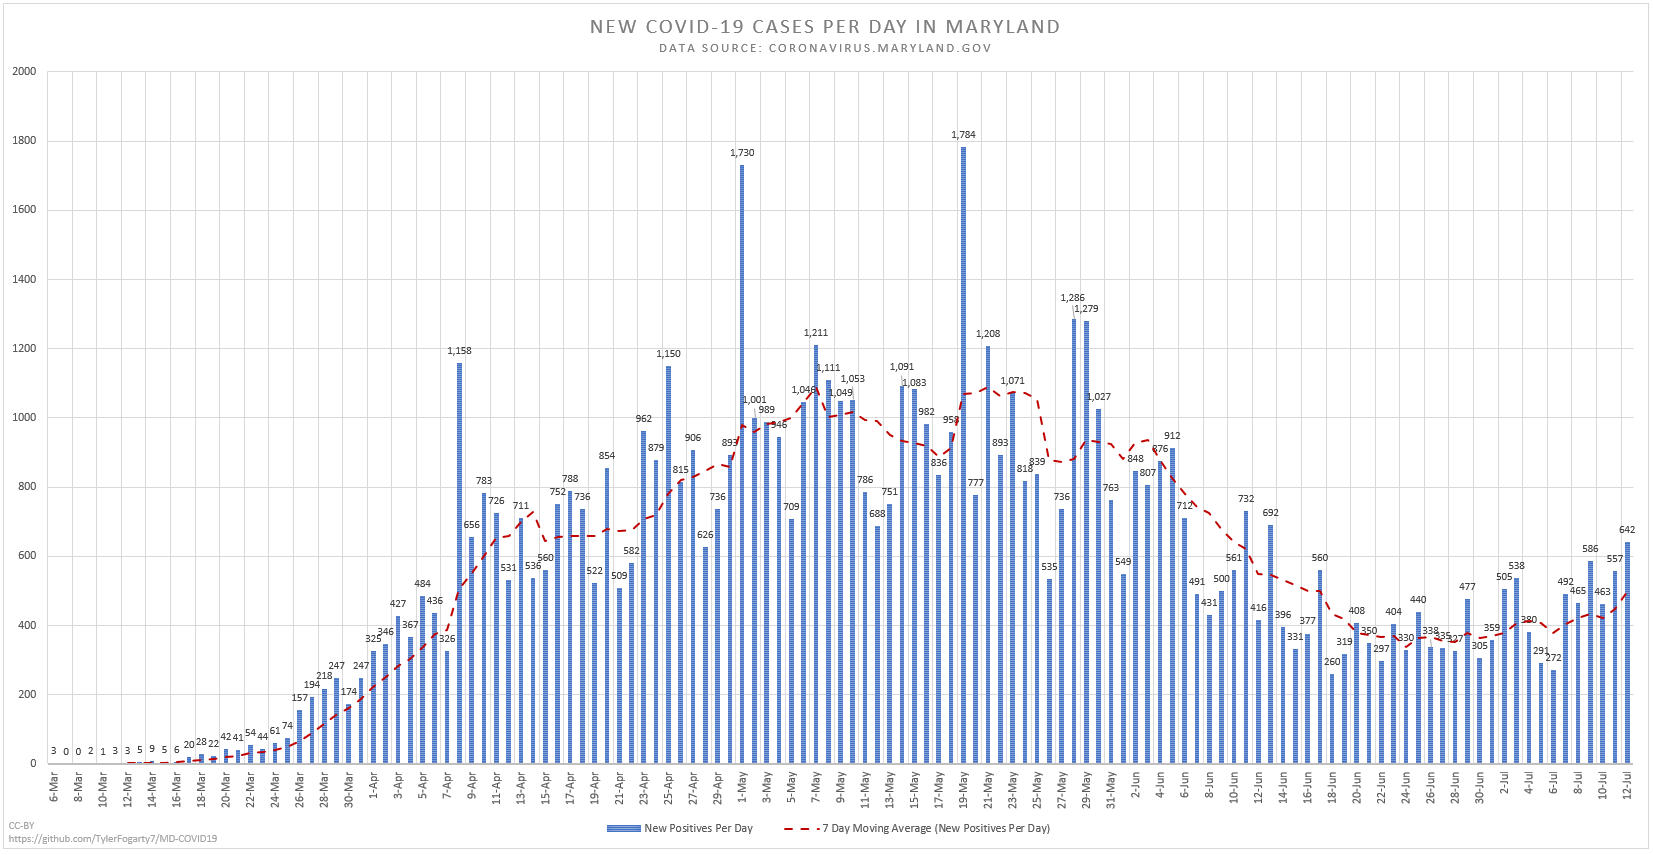 NEW COVID-19 CASES PER DAY IN MARYLAND
DATA SOURCE: CORONAVIRUS.MARYLAND.GOV
2000
1800
1600
1400
1200
1000
800
600
400
200
0
3 0 0 2 1 3 3 5 9 5 6 20 28 22 42 41 54 44 61 74 157 194 218 247 174 247 325 346 427 367 484 436 326 1,158 656 783 726 531 711 536 560 752 788 736 522 854 509 582 962 879 1,150 815 906 626 736 893 1,730 1,001 989 946 709 1,046 1,211 1,111 1,049 1,053 786 688 751 1,091 1,083 982 836 958 1,784 777 1,208 893 1,071 818 839 535 736 1,286 1,279 1,027 763 549 848 807 876 912 712 491 431 500 561 732 416 692 396 331 377 560 260 319 408 350 297 404 330 440 338 335 327 477 305 359 505 538 380 291 272 492 465 586 463 557 642
6-Mar 8-Mar 10-Mar 12-Mar 14-Mar 16-Mar 18-Mar 20-Mar 22-Mar 24-Mar 26-Mar 28-Mar 30-Mar 1-Apr 3-Apr 5-Apr 7-Apr 9-Apr 11-Apr 13-Apr 15-Apr 17-Apr 19-Apr 21-Apr 23-Apr 25-Apr 27-Apr 29-Apr 1-May 3-May 5-May 7-May 9-May 11-May 13-May 15-May 17-May 19-May 21-May 23-May 25-May 27-May 29-May 31-May 2-Jun 4-Jun 6-Jun 8-Jun 10-Jun 12-Jun 14-Jun 16-Jun 18-Jun 20-Jun 22-Jun 24-Jun 26-Jun 28-Jun 30-Jun 2-Jul 4-Jul 6-Jul 8-Jul 10-Jul 12-Jul
New Positives Per Day 7 Day Moving Average (New Positives Per Day)
CC-BY
https://github.com/TylerFogarty7/MD-COVID19